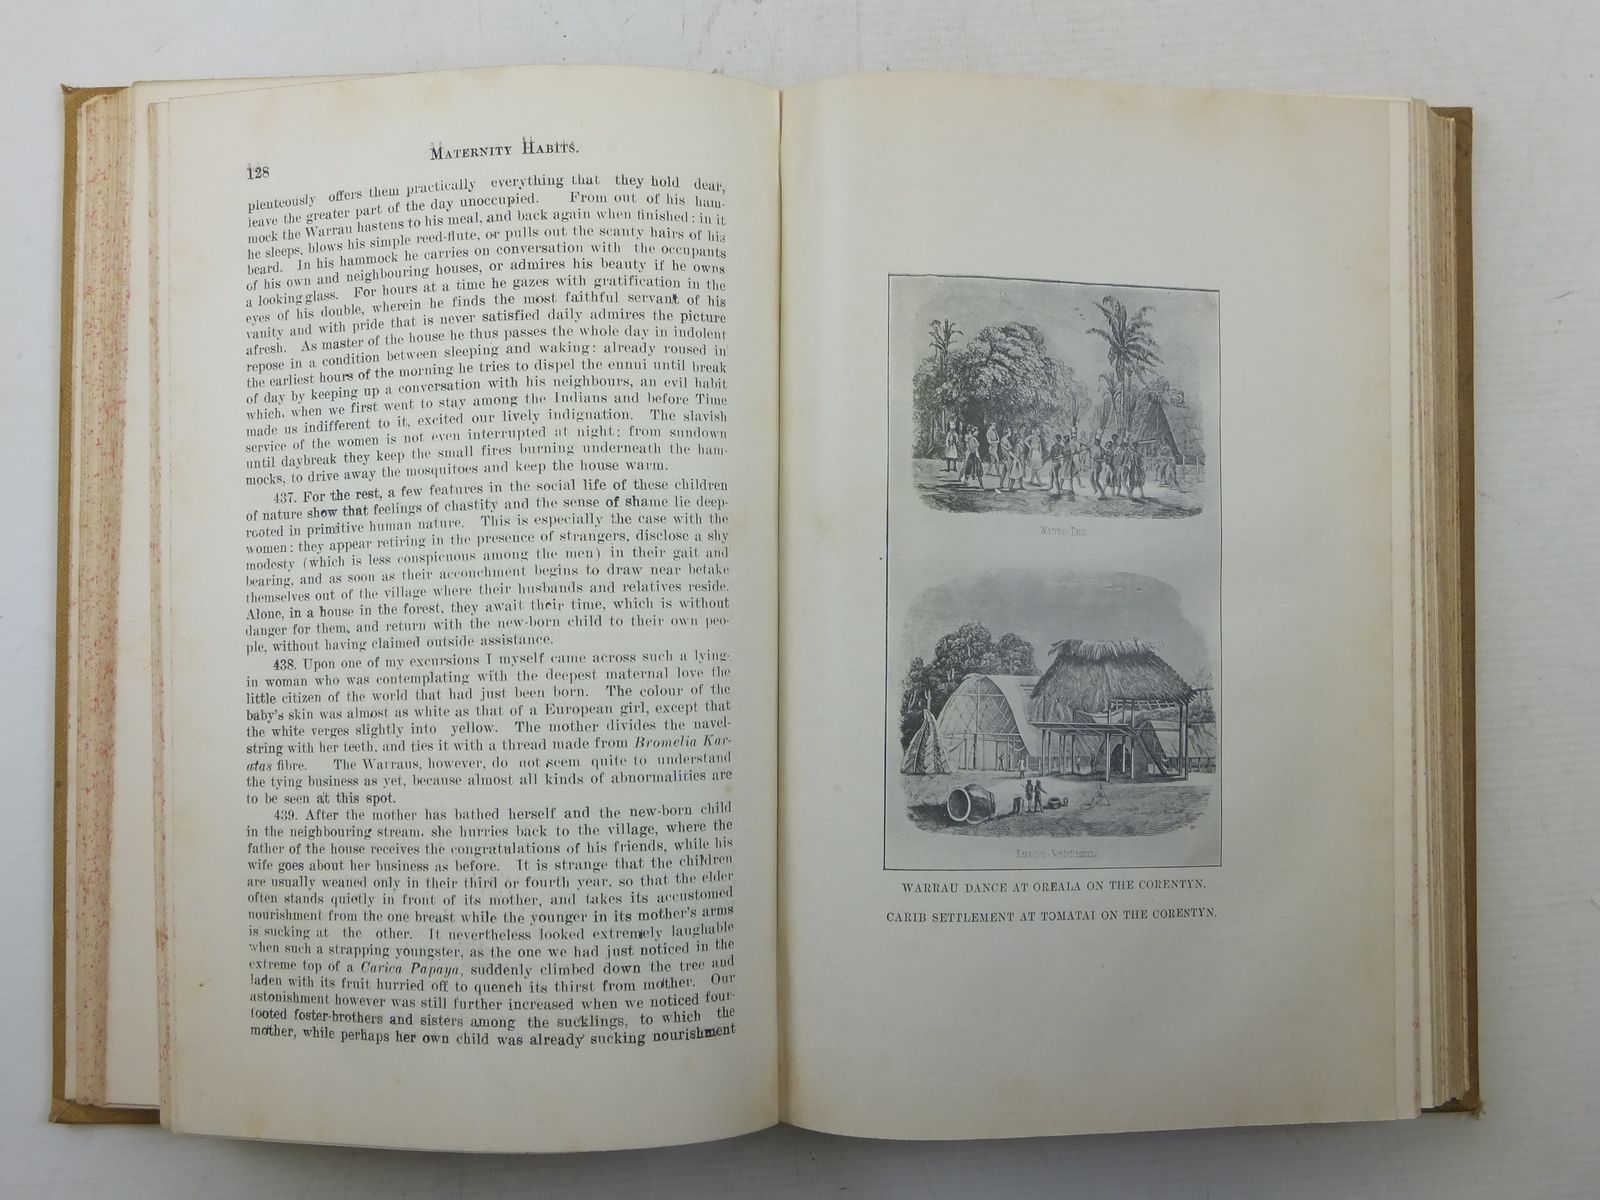 128
MATERNITY HABITS.
plenteously offers them practically everything that they hold dear,
leave the greater part of the day unoccupied. From out of his ham-
mock the Warrau hastens to his meal, and back again when finished: in it
he sleeps, blows his simple reed-flute, or pulls out the scanty hairs of his
beard. In his hammock he carries on conversation with the occupants
of his own and neighbouring houses, or admires his beauty if he owns
a looking glass. For hours at a time he gazes with gratification in the
eyes of his double, wherein he finds the most faithful servant of his
vanity and with pride that is never satisfied daily admires the picture
afresh. As master of the house he thus passes the whole day in indolent
repose in a condition between sleeping and waking: already roused in
the earliest hours of the morning he tries to dispel the ennui until break
of day by keeping up a conversation with his neighbours, an evil habit
which, when we first went to stay among the Indians and before Time
made us indifferent to it, excited our lively indignation. The slavish
service of the women is not even interrupted at night: from sundown
until daybreak they keep the small fires burning underneath the ham-
mocks, to drive away the mosquitoes and keep the house warm.
437. For the rest, a few features in the social life of these children
of nature show that feelings of chastity and the sense of shame lie deep-
rooted in primitive human nature. This is especially the case with the
women: they appear retiring in the presence of strangers, disclose a shy
modesty (which is less conspicuous among the men) in their gait and
bearing, and as soon as their accouchment begins to draw near betake
themselves out of the village where their husbands and relatives reside.
Alone, in a house in the forest, they await their time, which is without
danger for them, and return with the new-born child to their own peo-
ple, without having claimed outside assistance.
438. Upon one of my excursions I myself came across such a lying-
in woman who was contemplating with the deepest maternal love the
little citizen of the world that had just been born. The colour of the
baby's skin was almost as white as that of a European girl, except that
the white verges slightly into yellow. The mother divides the navel-
string with her teeth, and ties it with a thread made from Bromelia Kar-
atas fibre. The Warraus, however, do not seem quite to understand
the tying business as yet, because almost all kinds of abnormalities are
to be seen at this spot.
439. After the mother has bathed herself and the new-born child
in the neighbouring stream, she hurries back to the village, where the
father of the house receives the congratulations of his friends, while his
wife goes about her business as before. It is strange that the children
are usually weaned only in their third or fourth year, so that the elder
often stands quietly in front of its mother, and takes its accustomed
nourishment from the one breast while the younger in its mother's arms
is sucking at the other. It nevertheless looked extremely laughable
when such a strapping youngster, as the one we had just noticed in the
extreme top of a Carica Papaya, suddenly climbed down the tree and
laden with its fruit hurried off to quench its thirst from mother. Our
astonishment however was still further increased when we noticed four-
footed foster-brothers and sisters among the sucklings, to which the
mother, while perhaps her own child was already sucking nourishment
Warrau-Tanz.
Karaiben-Niederlassung
WARRAU DANCE AT OREALA ON THE CORENTYN.
CARIB SETTLEMENT AT TOMATAI ON THE CORENTYN.